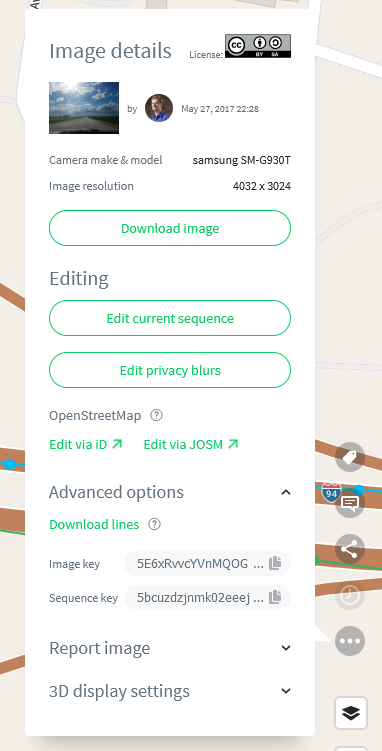 Image details
License:
cc
BY SA
by
May 27, 2017 22:28
Camera make & model samsung SM-G930T
Image resolution 4032 x 3024
Download image
Editing
Edit current sequence
Edit privacy blurs
OpenStreetMap ?
Edit via iD Edit via JOSM
Advanced options
94
Download lines ?
Image key 5E6xRvvcYVnMQOG ...
Sequence key 5bcuzdzjnmk02eeej ...
Report image
3D display settings